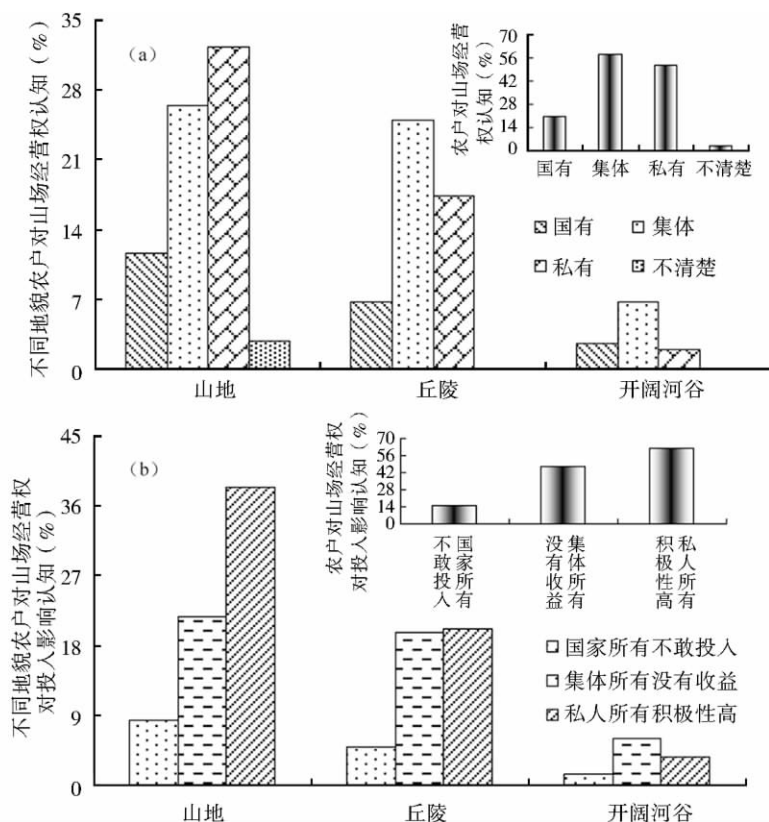 不同地貌农户对山场经营权认知（%）
35
28
21
14
7
0
（a）
农户对山场经营
权认知（%）
70
56
42
28
14
0
国有 集体 私有 不清楚
国有 集体
私有 不清楚
山地 丘陵 开阔河谷
不同地貌农户对山场经营权
对投入影响认知（%）
45
36
27
18
9
0
（b）
农户对山场经营权
对投入影响认知（%）
70
56
42
28
14
0
国家所有
不敢投入
集体所有
没有收益
私人所有
积极性高
国家所有不敢投入
集体所有没有收益
私人所有积极性高
山地 丘陵 开阔河谷